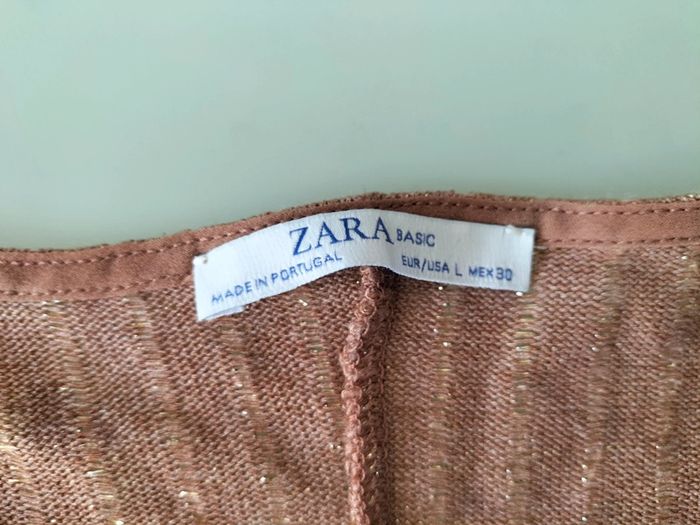 ZARA BASIC
MADE IN PORTUGAL EUR/USA L MEX 30